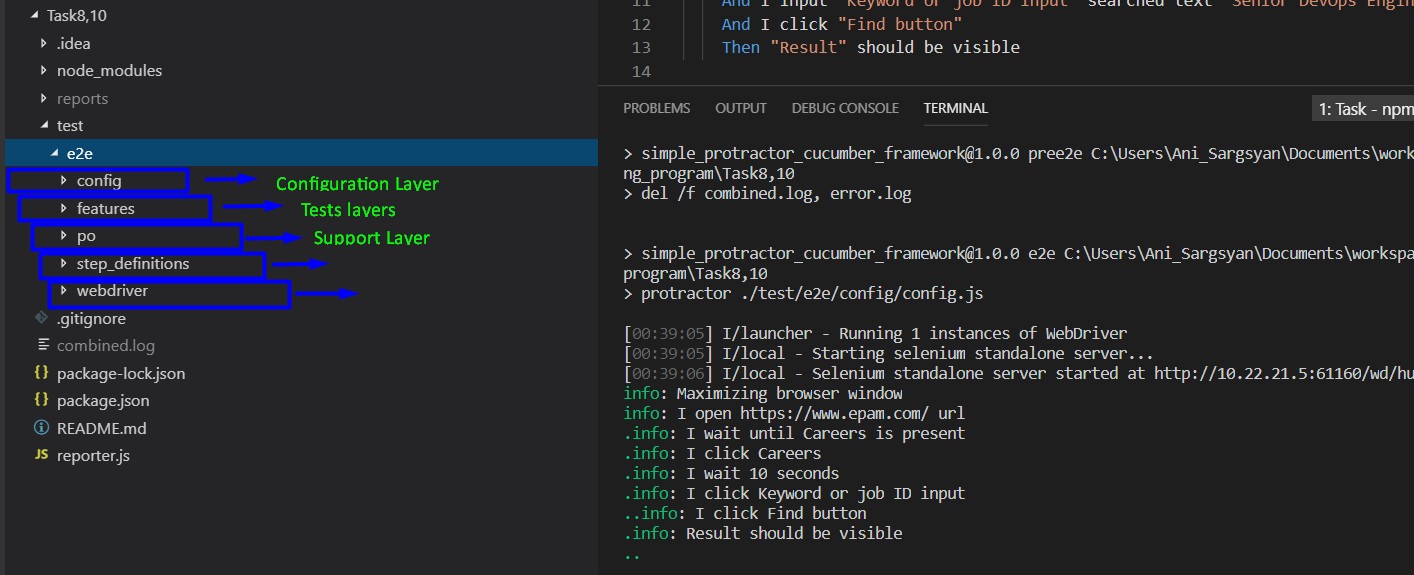 Task8,10
.idea
node_modules
reports
test
e2e
config
Configuration Layer
features
Tests layers
po
Support Layer
step_definitions
webdriver
.gitignore
combined.log
package-lock.json
package.json
README.md
JS reporter.js
11 And I input "Keyword or job ID input" searched text "Senior DevOps Engin
12 And I click "Find button"
13 Then "Result" should be visible
14
PROBLEMS OUTPUT DEBUG CONSOLE TERMINAL 1: Task - npm
> simple_protractor_cucumber_framework@1.0.0 pree2e C:\Users\Ani_Sargsyan\Documents\work
ng_program\Task8,10
> del /f combined.log, error.log
> simple_protractor_cucumber_framework@1.0.0 e2e C:\Users\Ani_Sargsyan\Documents\workspa
program\Task8,10
> protractor ./test/e2e/config/config.js
[00:39:05] I/launcher - Running 1 instances of WebDriver
[00:39:05] I/local - Starting selenium standalone server...
[00:39:06] I/local - Selenium standalone server started at http://10.22.21.5:61160/wd/hu
info: Maximizing browser window
info: I open https://www.epam.com/ url
.info: I wait until Careers is present
.info: I click Careers
.info: I wait 10 seconds
.info: I click Keyword or job ID input
..info: I click Find button
.info: Result should be visible
..